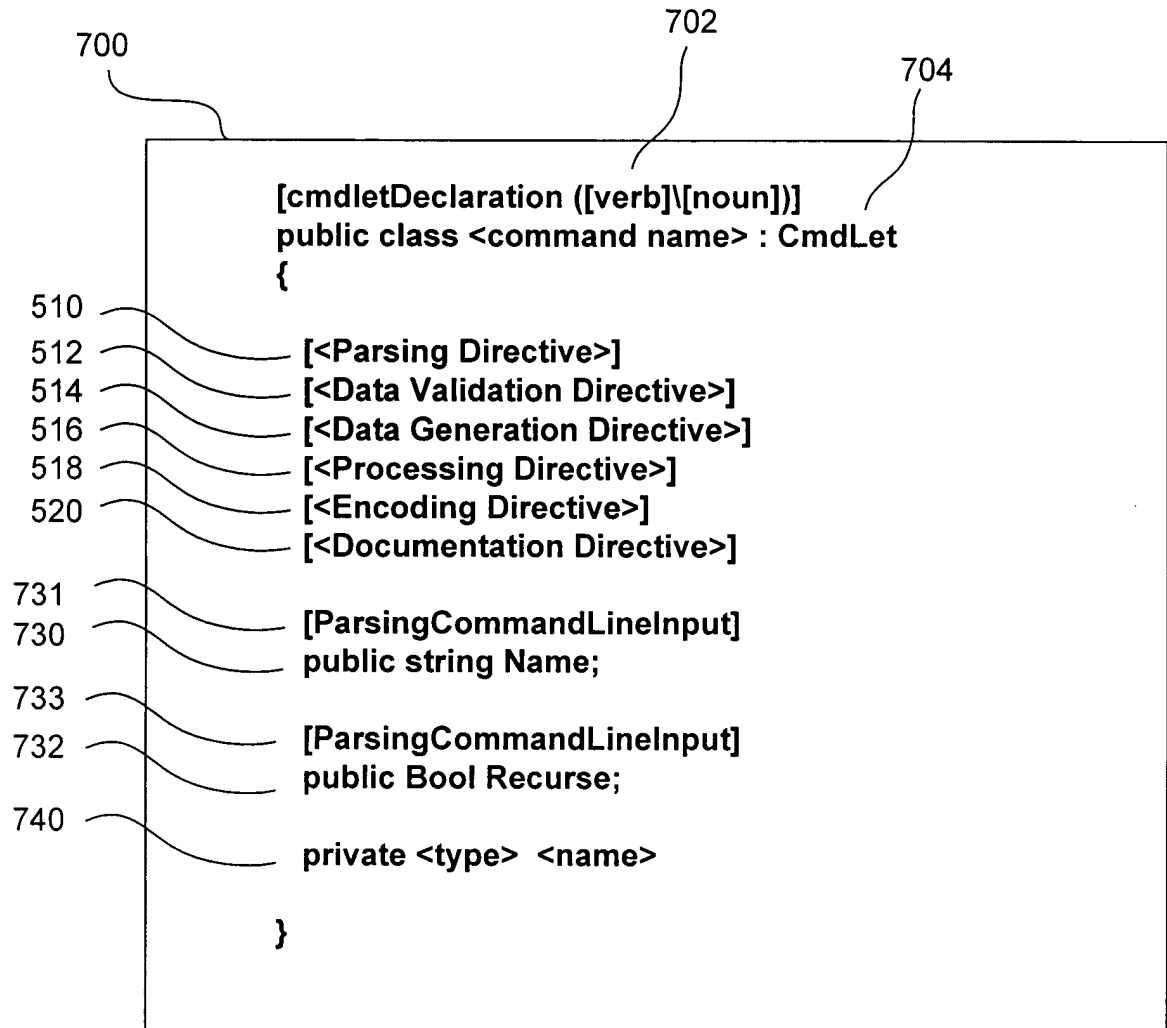 702
700
704
[cmdletDeclaration ([verb]\[noun])]
public class <command name> : CmdLet
{
510
[<Parsing Directive>]
512
[<Data Validation Directive>]
514
[<Data Generation Directive>]
516
[<Processing Directive>]
518
[<Encoding Directive>]
520
[<Documentation Directive>]
731
[ParsingCommandLineInput]
730
public string Name;
733
[ParsingCommandLineInput]
732
public Bool Recurse;
740
private <type> <name>
}